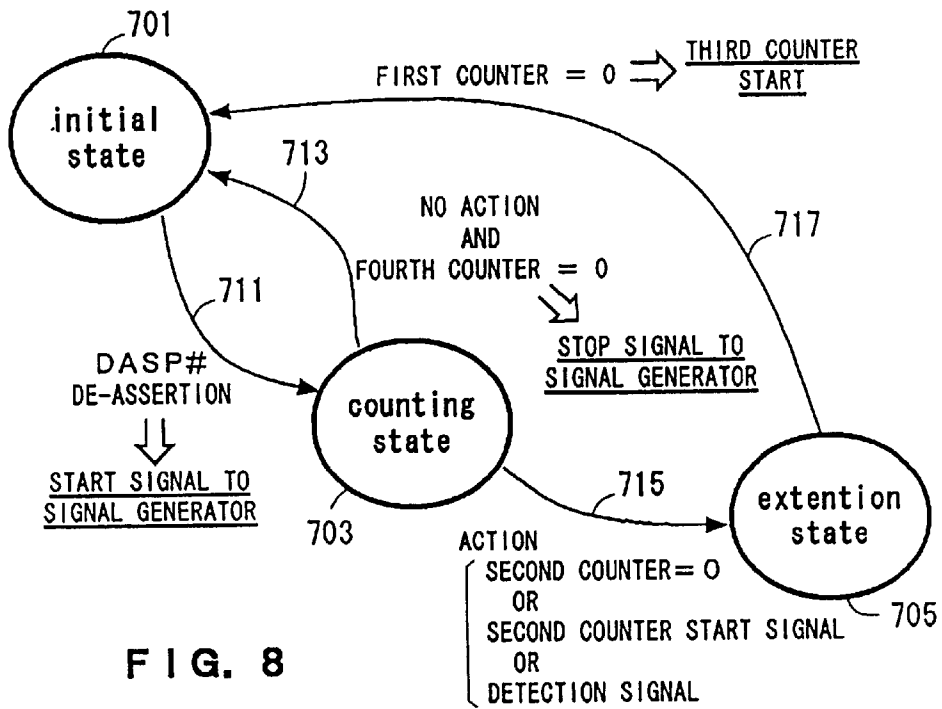 701
FIRST COUNTER = 0
THIRD COUNTER
START
initial
state
713
NO ACTION
AND
FOURTH COUNTER = 0
717
711
STOP SIGNAL TO
SIGNAL GENERATOR
DASP#
DE-ASSERTION
counting
state
START SIGNAL TO
SIGNAL GENERATOR
703
715
extention
state
705
ACTION
SECOND COUNTER=0
OR
SECOND COUNTER START SIGNAL
OR
DETECTION SIGNAL
FIG. 8